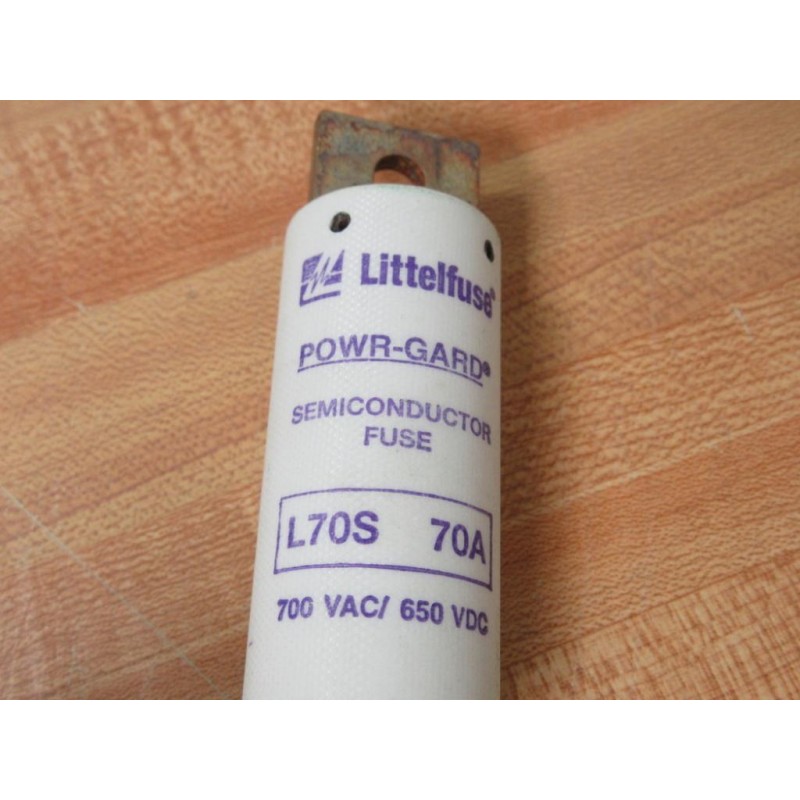 Littelfuse®
POWR-GARD®
SEMICONDUCTOR
FUSE
L70S 70A
700 VAC/ 650 VDC